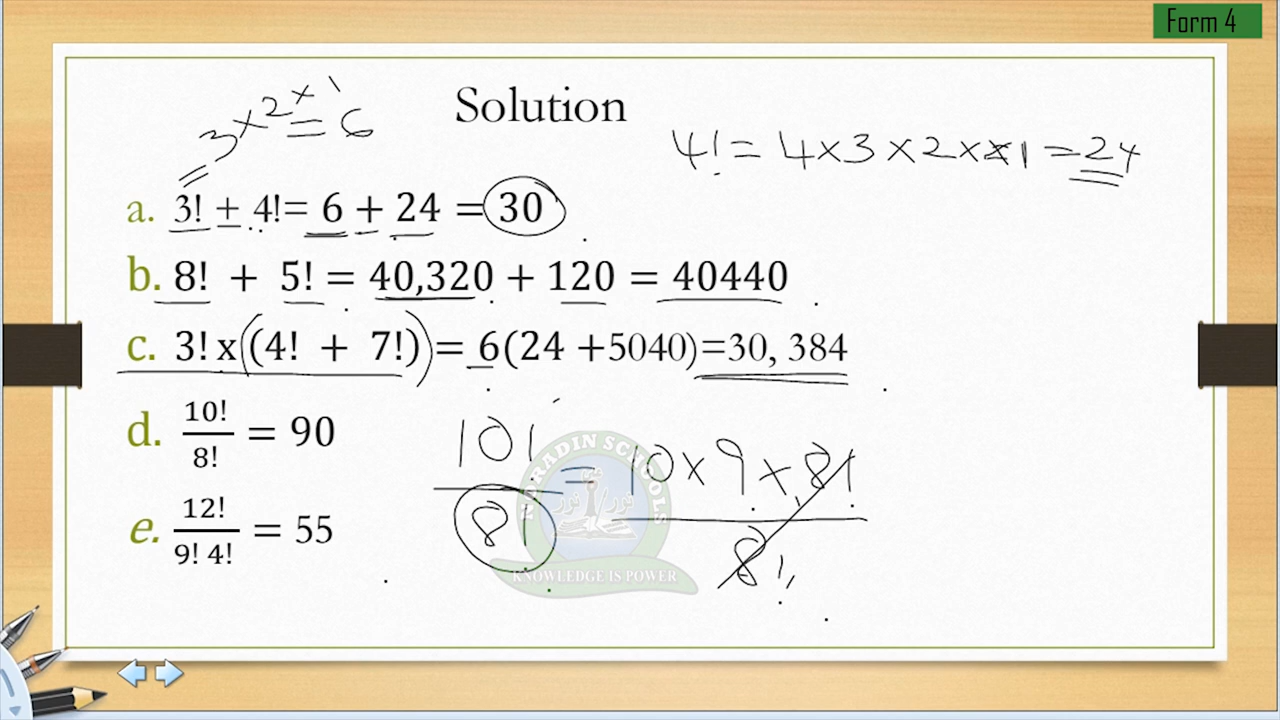 Form 4
Solution
3 x 2 x 1
= 6
4! = 4 x 3 x 2 x x 1 = 24
a. 3! + 4!= 6 + 24 = 30
b. 8! + 5! = 40,320 + 120 = 40440
c. 3! x (4! + 7!) = 6(24 +5040)=30, 384
d. 10!/8! = 90
10!/8! = 10 x 9 x 8!/8!
e. 12!/9! 4! = 55
NORADIN SCHOOLS
KNOWLEDGE IS POWER